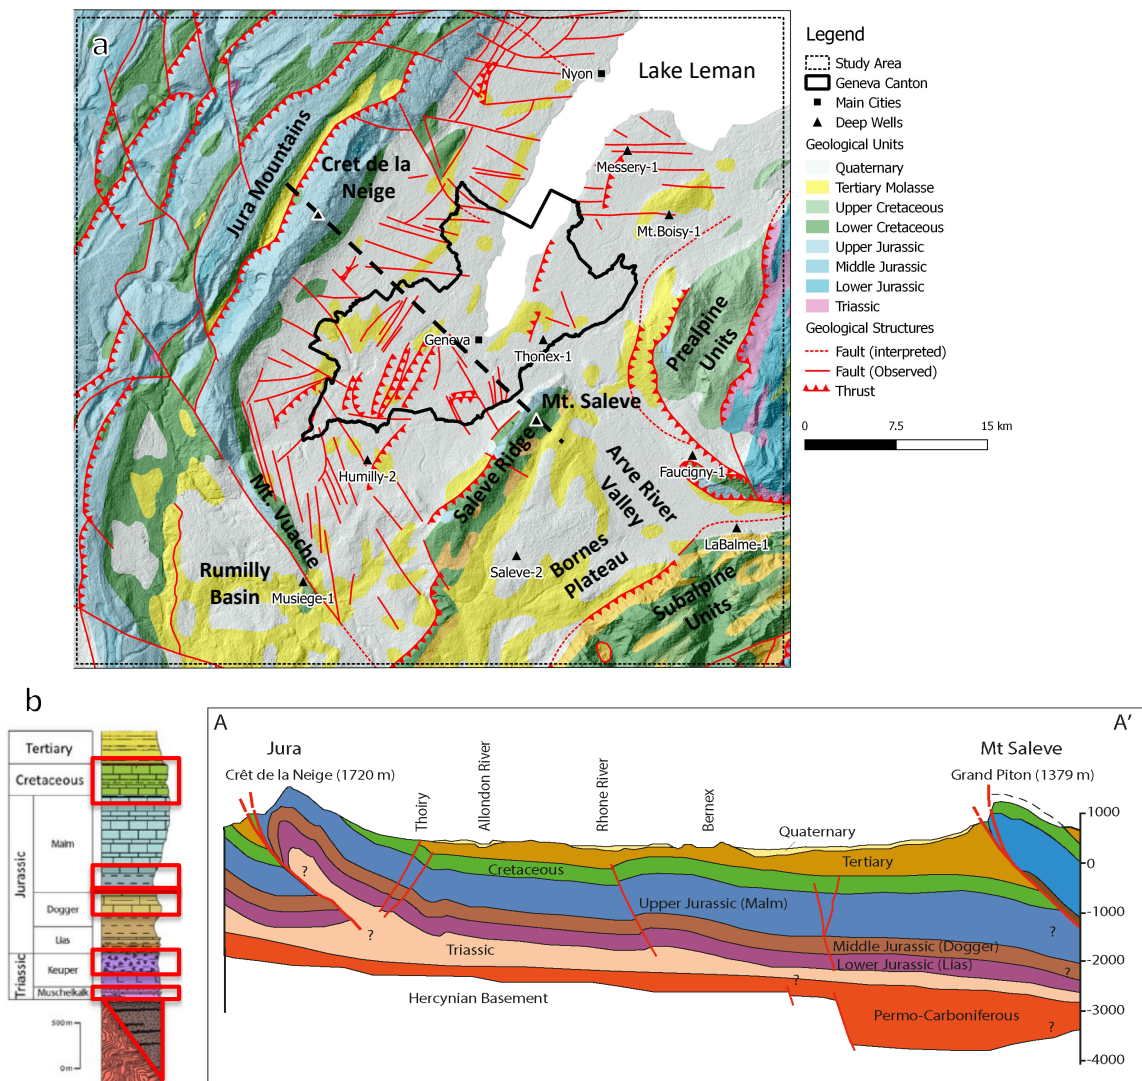 a
Nyon
Lake Leman
Messery-1
Mt.Boisy-1
Jura Mountains
Cret de la
Neige
Geneva
Thonex-1
Prealpine
Units
Mt. Saleve
Humilly-2
Saleve Ridge
Arve River
Valley
Faucigny-1
LaBalme-1
Mt. Vuache
Rumilly
Basin
Musiege-1
Saleve-2
Bornes
Plateau
Subalpine
Units
Legend
Study Area
Geneva Canton
Main Cities
Deep Wells
Geological Units
Quaternary
Tertiary Molasse
Upper Cretaceous
Lower Cretaceous
Upper Jurassic
Middle Jurassic
Lower Jurassic
Triassic
Geological Structures
Fault (interpreted)
Fault (Observed)
Thrust
0 7.5 15 km
b
Tertiary
Cretaceous
Jurassic
Malm
Dogger
Lias
Triassic
Keuper
Muschelkalk
500 m
0 m
A
A'
Jura
Crêt de la Neige (1720 m)
Thoiry
Allondon River
Rhone River
Bernex
Mt Saleve
Grand Piton (1379 m)
Quaternary
Tertiary
Cretaceous
Upper Jurassic (Malm)
Middle Jurassic (Dogger)
Lower Jurassic (Lias)
Triassic
Hercynian Basement
Permo-Carboniferous
?
?
?
?
?
?
1000
0
-1000
-2000
-3000
-4000